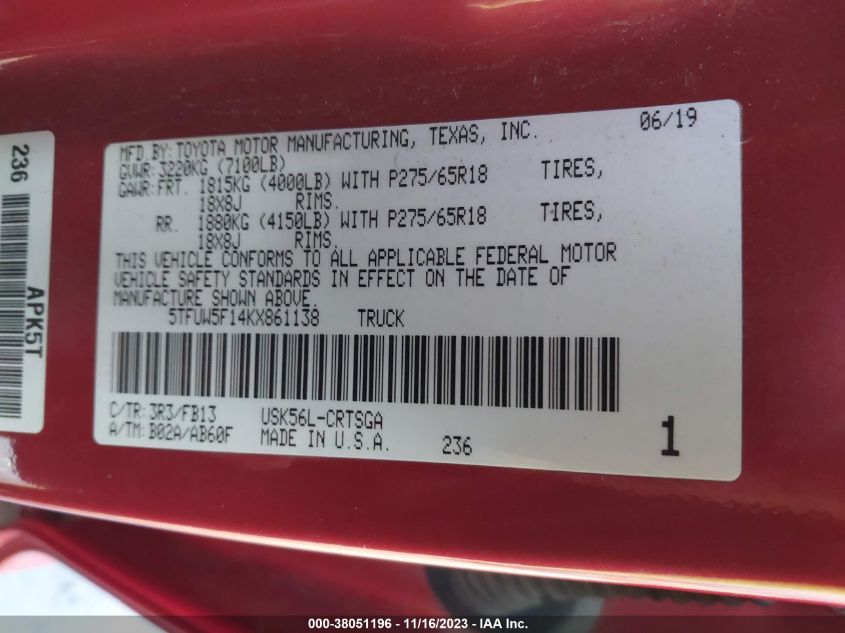 06/19
MFD.BY: TOYOTA MOTOR MANUFACTURING, TEXAS, INC.
GVWR: 3220KG (7100LB)
GAWR: FRT. 1815KG (4000LB) WITH P275/65R18 TIRES,
18X8J RIMS.
RR. 1880KG (4150LB) WITH P275/65R18 TIRES,
18X8J RIMS.
THIS VEHICLE CONFORMS TO ALL APPLICABLE FEDERAL MOTOR
VEHICLE SAFETY STANDARDS IN EFFECT ON THE DATE OF
MANUFACTURE SHOWN ABOVE.
5TFUW5F14KX861138 TRUCK
C/TR: 3R3/FB13 USK56L-CRTSGA
A/TM: B02A/AB60F MADE IN U.S.A. 236 1
236
APK5T
000-38051196 - 11/16/2023 - IAA Inc.